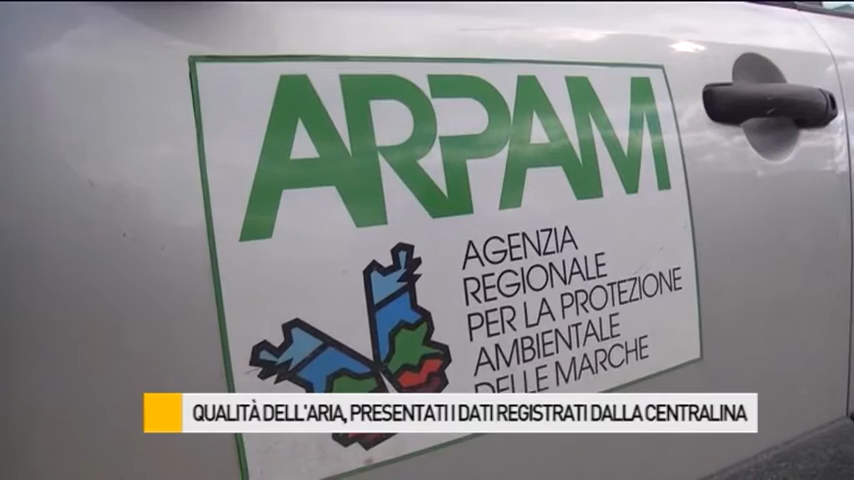 ARPAM
AGENZIA
REGIONALE
PER LA PROTEZIONE
AMBIENTALE
DELLE MARCHE
QUALITÀ DELL'ARIA, PRESENTATI I DATI REGISTRATI DALLA CENTRALINA